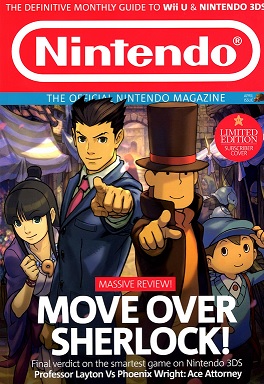 THE DEFINITIVE MONTHLY GUIDE TO Wii U & NINTENDO 3DS
Nintendo®
THE OFFICIAL NINTENDO MAGAZINE
APRIL
ISSUE
LIMITED
EDITION
SUBSCRIBER
COVER
MASSIVE REVIEW!
MOVE OVER
SHERLOCK!
Final verdict on the smartest game on Nintendo 3DS
Professor Layton Vs Phoenix Wright: Ace Attorney